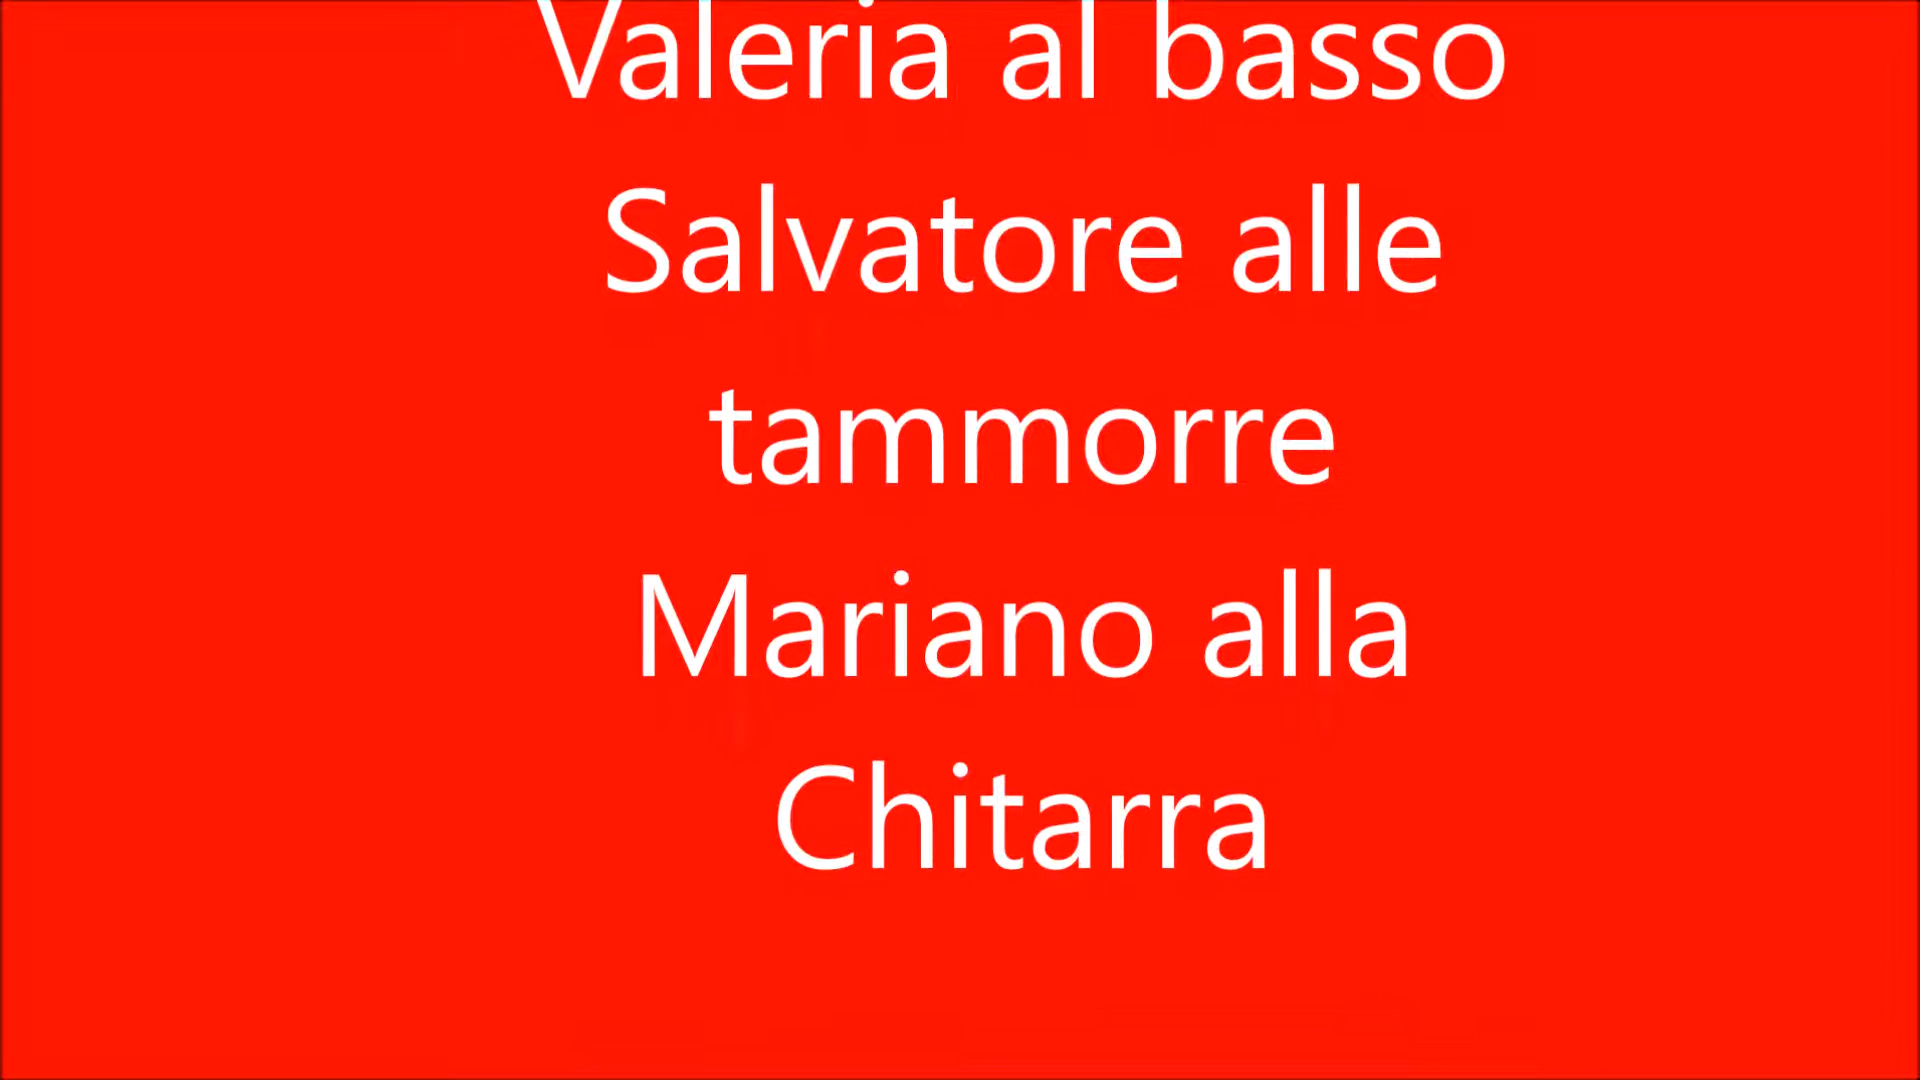 Valeria al basso
Salvatore alle
tammorre
Mariano alla
Chitarra